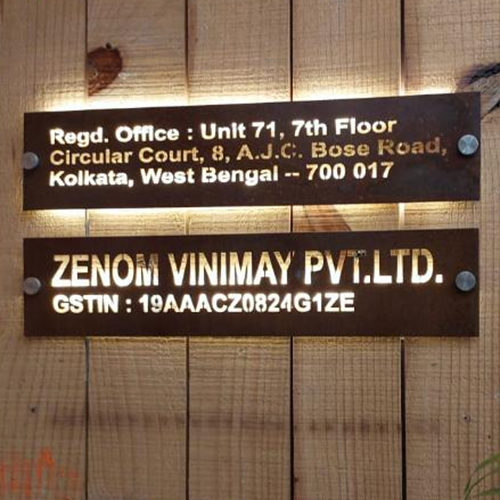 Regd. Office : Unit 71, 7th Floor
Circular Court, 8, A.J.C. Bose Road,
Kolkata, West Bengal -- 700 017
ZENOM VINIMAY PVT.LTD.
GSTIN : 19AAACZ0824G1ZE